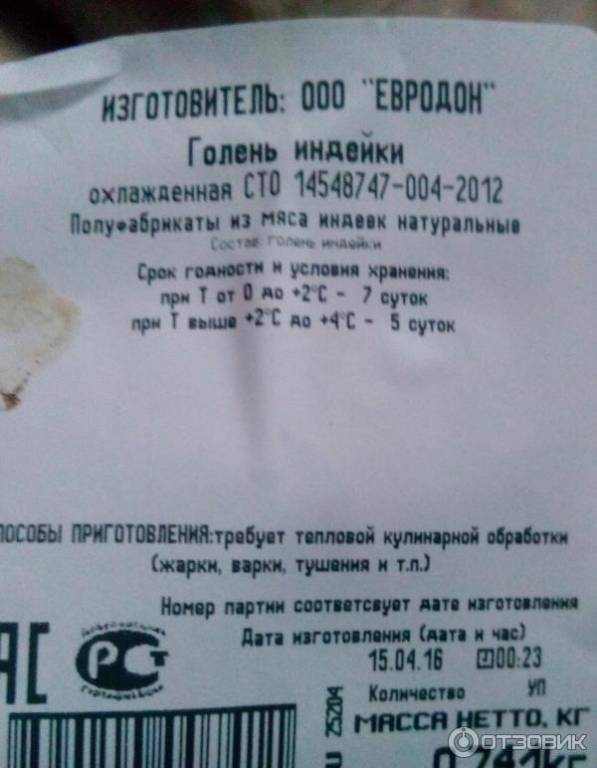 ИЗГОТОВИТЕЛЬ: ООО "ЕВРОДОН"
Голень индейки
охлажденная СТО 14548747-004-2012
Полуфабрикаты из мяса индеек натуральные
Состав: голень индейки
Срок годности и условия хранения:
при Т от 0 до +2°С - 7 суток
при Т выше +2°С до +4°С - 5 суток
ПОСОБЫ ПРИГОТОВЛЕНИЯ:требует тепловой кулинарной обработки
(жарки, варки, тушения и т.п.)
Номер партии соответсвует дате изготовления
Дата изготовления (дата и час)
15.04.16 00:23
Количество УП
МАССА НЕТТО, КГ
25204
РСТ
ОТЗОВИК